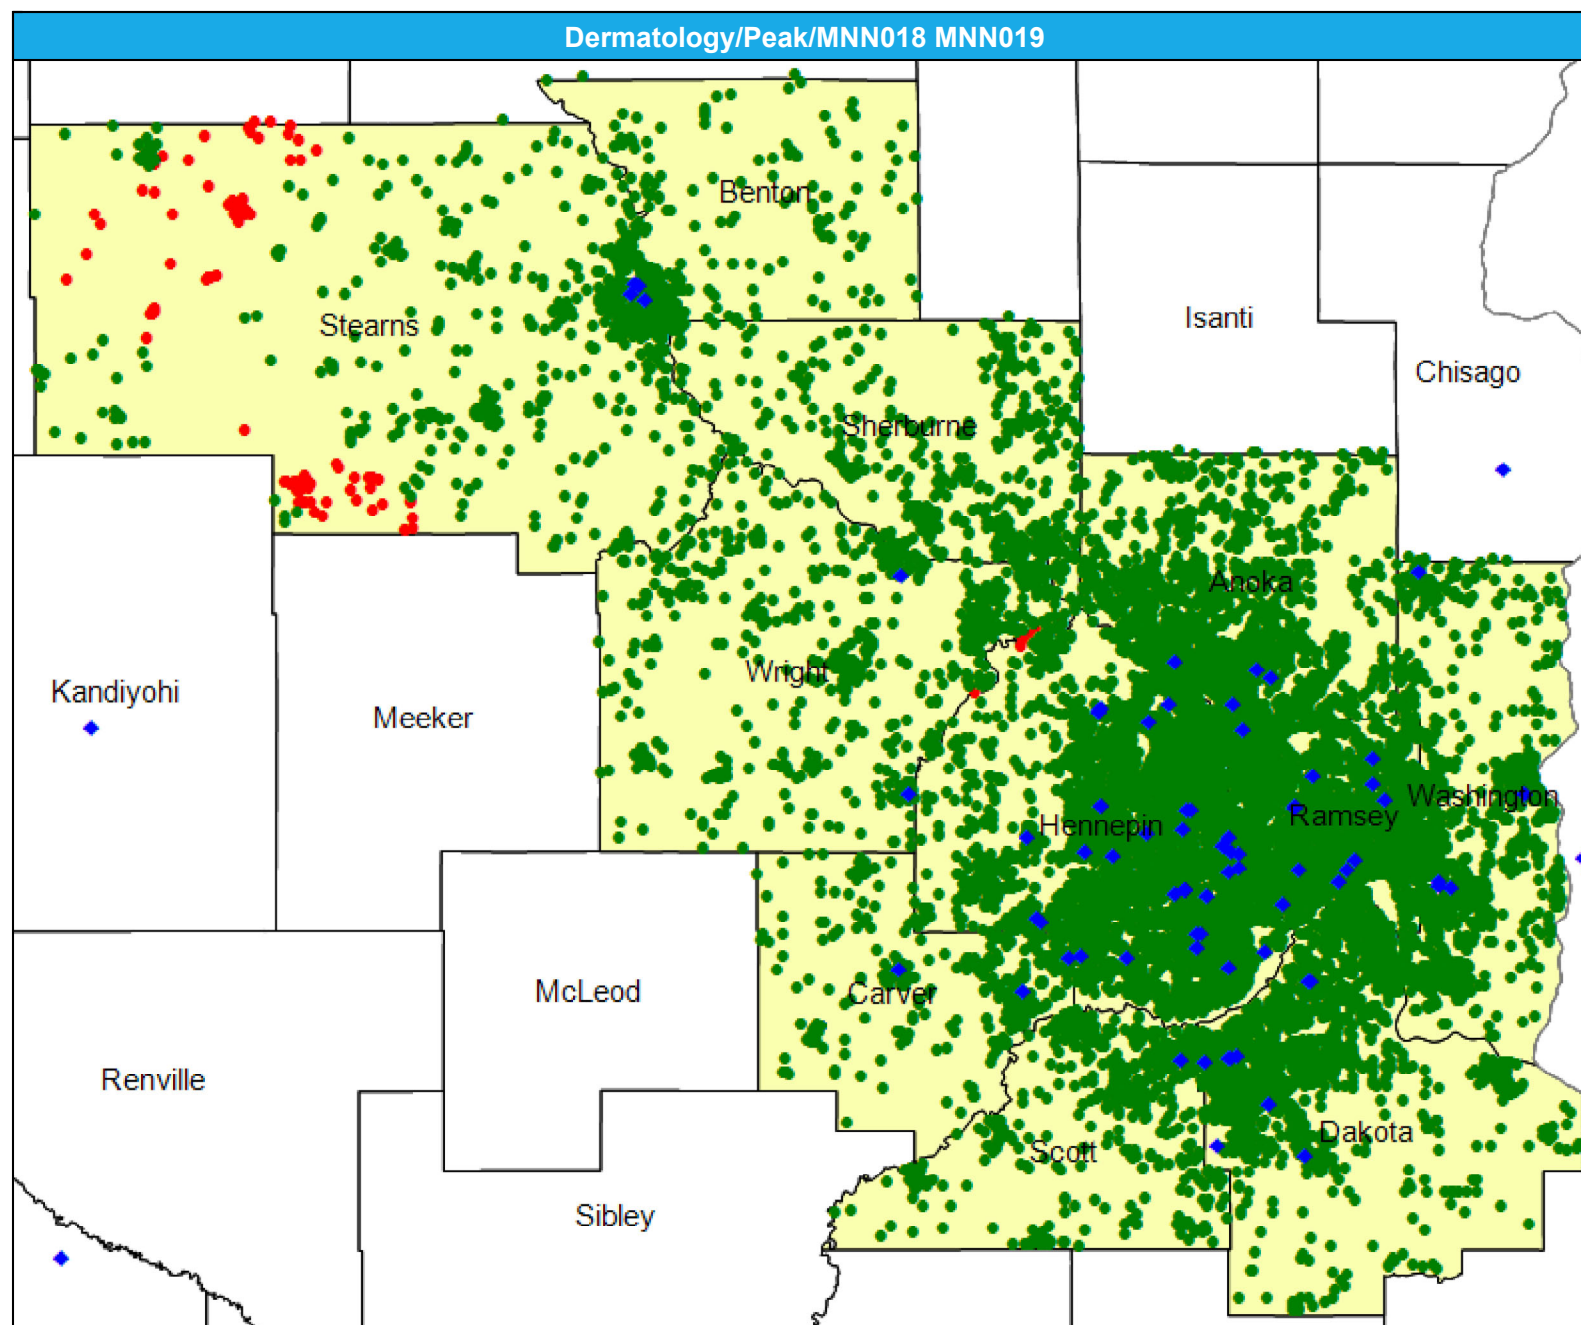 Dermatology/Peak/MNN018 MNN019
Benton
Stearns
Isanti
Chisago
Sherburne
Anoka
Wright
Kandiyohi
Meeker
Washington
Ramsey
Hennepin
McLeod
Carver
Renville
Dakota
Scott
Sibley